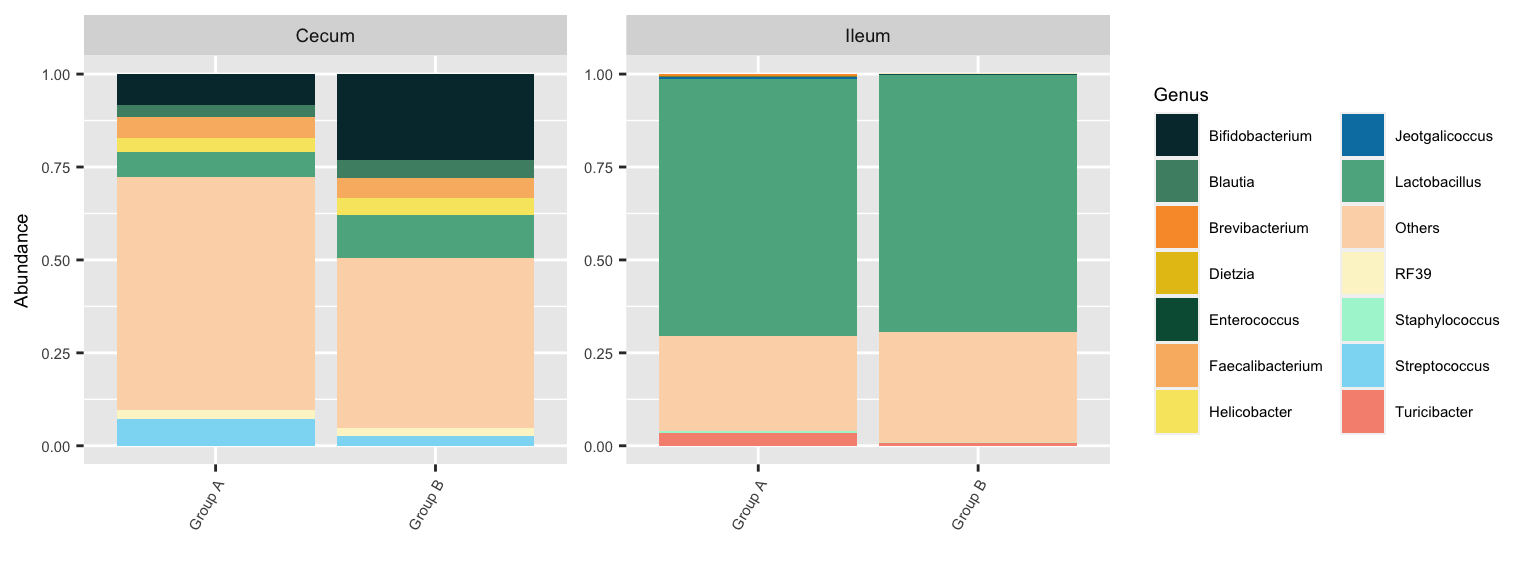 Cecum
Ileum
Abundance
1.00
0.75
0.50
0.25
0.00
1.00
0.75
0.50
0.25
0.00
Group A
Group B
Group A
Group B
Genus
Bifidobacterium
Blautia
Brevibacterium
Dietzia
Enterococcus
Faecalibacterium
Helicobacter
Jeotgalicoccus
Lactobacillus
Others
RF39
Staphylococcus
Streptococcus
Turicibacter